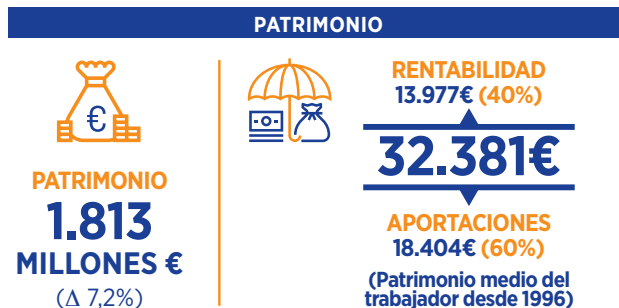 PATRIMONIO
€
PATRIMONIO
1.813
MILLONES €
(Δ 7,2%)
RENTABILIDAD
13.977€ (40%)
32.381€
APORTACIONES
18.404€ (60%)
(Patrimonio medio del
trabajador desde 1996)